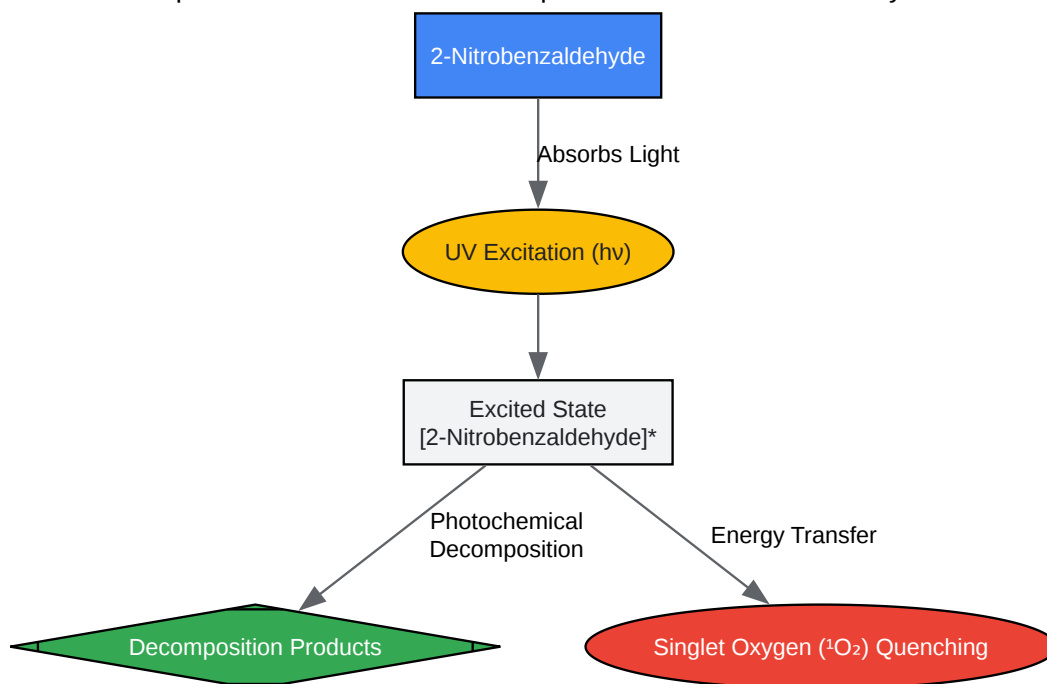 2-Nitrobenzaldehyde
Absorbs Light
UV Excitation (hν)
Excited State
[2-Nitrobenzaldehyde]*
Photochemical
Decomposition
Energy Transfer
Decomposition Products
Singlet Oxygen (¹O₂) Quenching